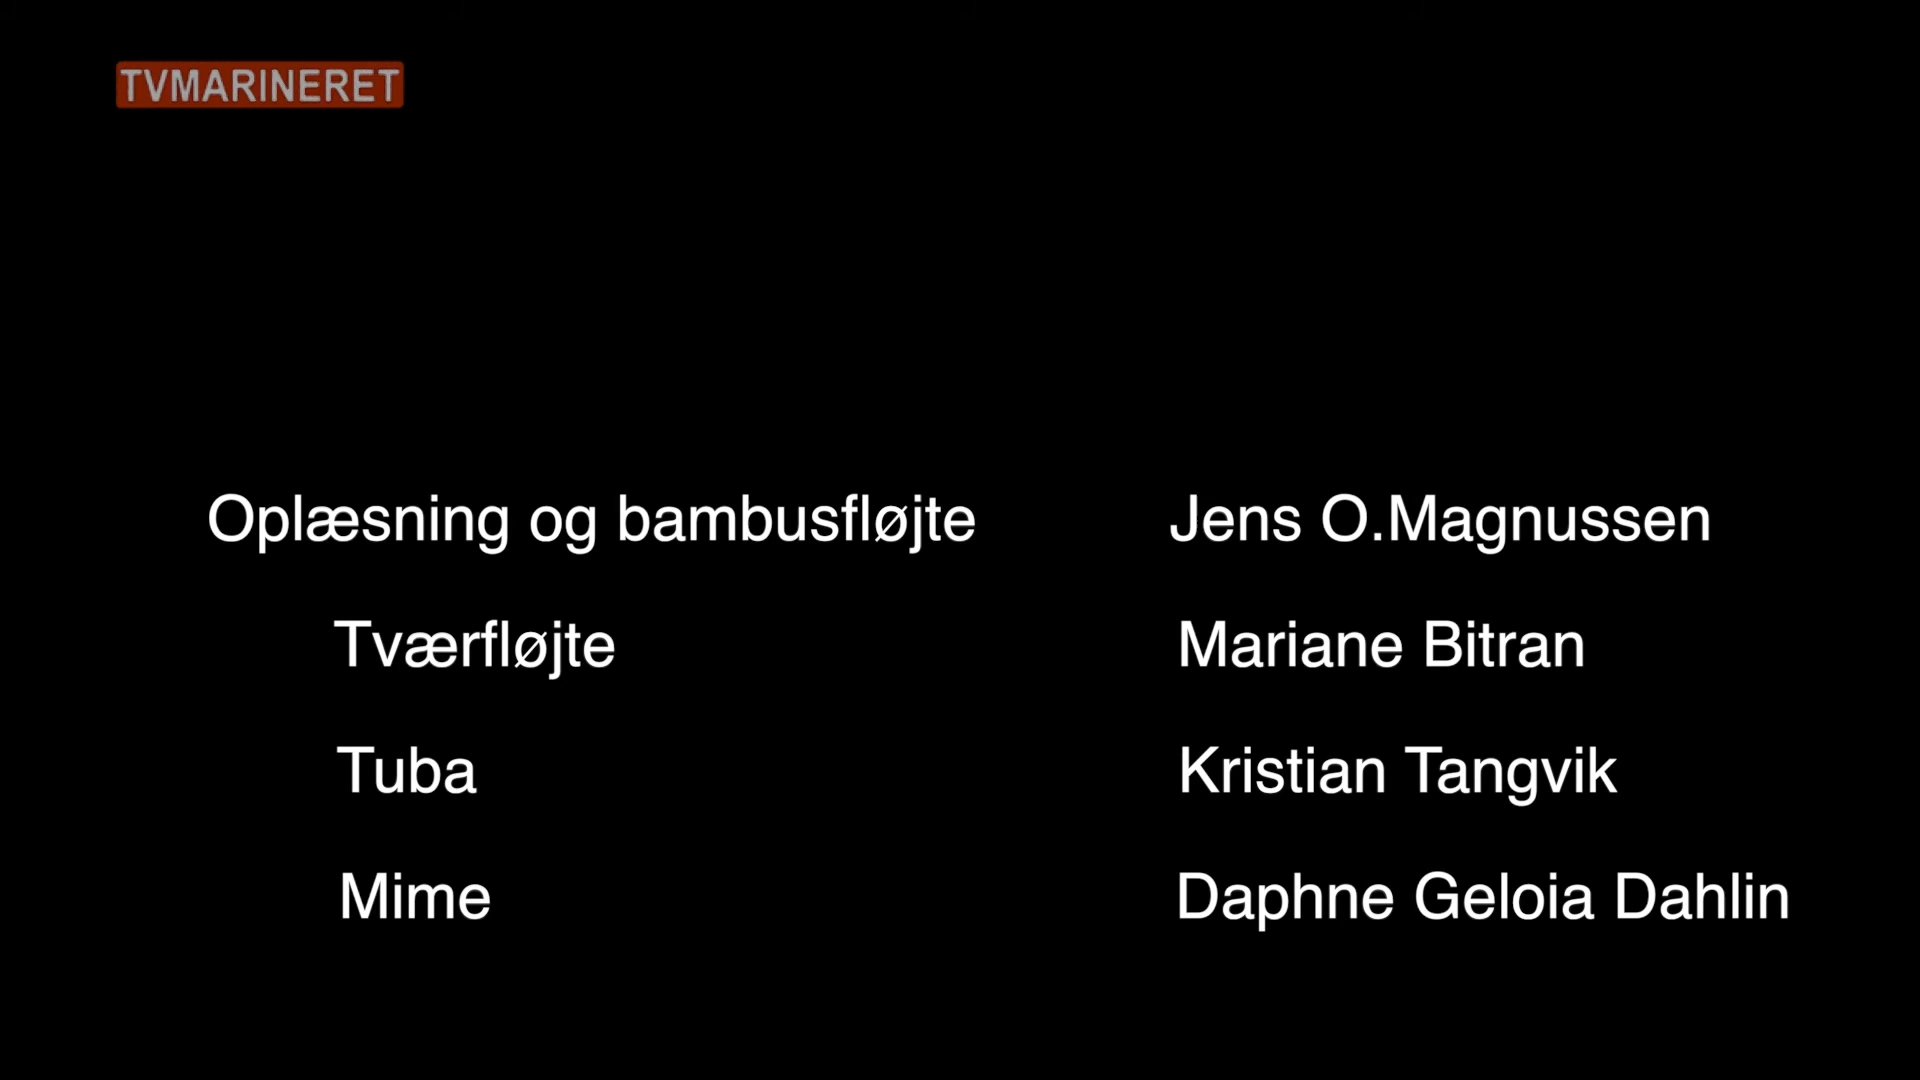 TVMARINERET
Oplæsning og bambusfløjte Jens O.Magnussen
Tværfløjte Mariane Bitran
Tuba Kristian Tangvik
Mime Daphne Geloia Dahlin